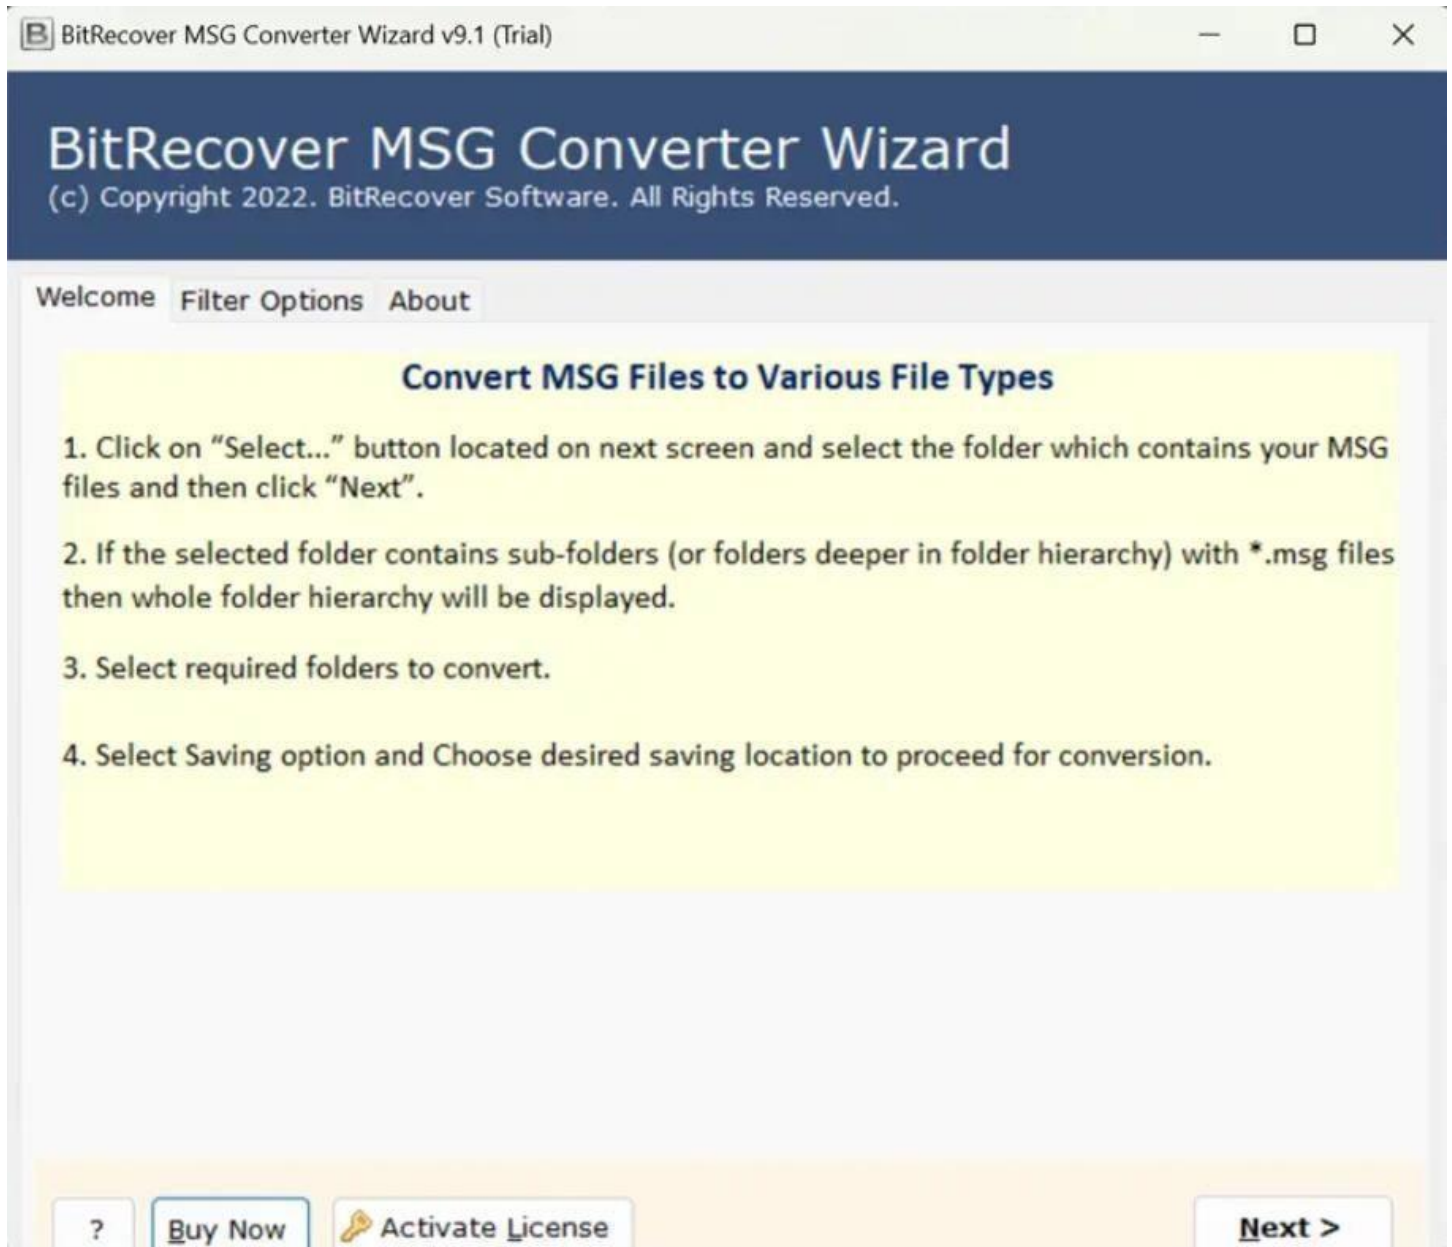 BitRecover MSG Converter Wizard v9.1 (Trial)
BitRecover MSG Converter Wizard
(c) Copyright 2022. BitRecover Software. All Rights Reserved.
Welcome Filter Options About
Convert MSG Files to Various File Types
1. Click on “Select...” button located on next screen and select the folder which contains your MSG
files and then click “Next”.
2. If the selected folder contains sub-folders (or folders deeper in folder hierarchy) with *.msg files
then whole folder hierarchy will be displayed.
3. Select required folders to convert.
4. Select Saving option and Choose desired saving location to proceed for conversion.
? Buy Now Activate License Next >